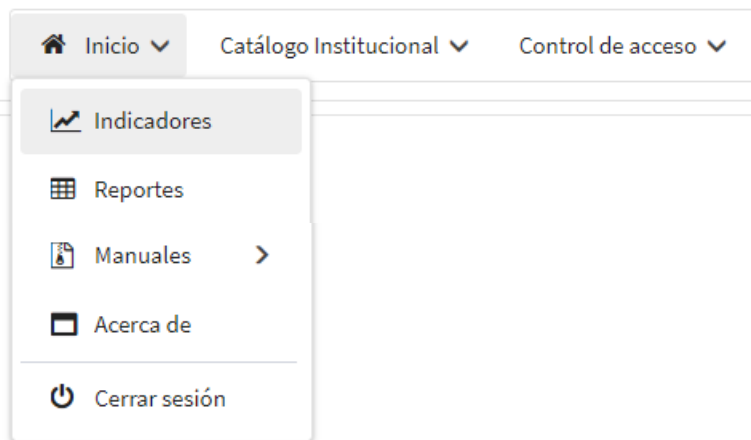 Inicio
Catálogo Institucional
Control de acceso
Indicadores
Reportes
Manuales
Acerca de
Cerrar sesión